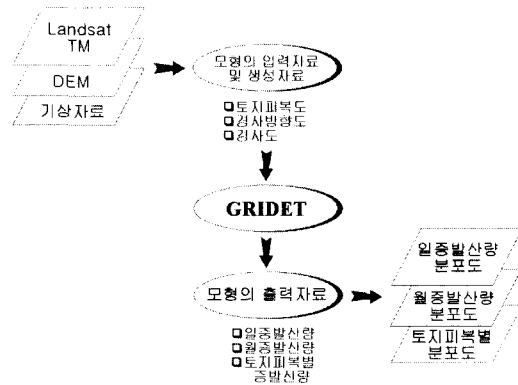 Landsat
TM
DEM
기상자료
모형의 입력자료
및 생성자료
❑토지피복도
❑경사방향도
❑경사도
GRIDET
모형의 출력자료
❑일증발산량
❑월증발산량
❑토지피복별
증발산량
일증발산량
분포도
월증발산량
분포도
토지피복별
분포도